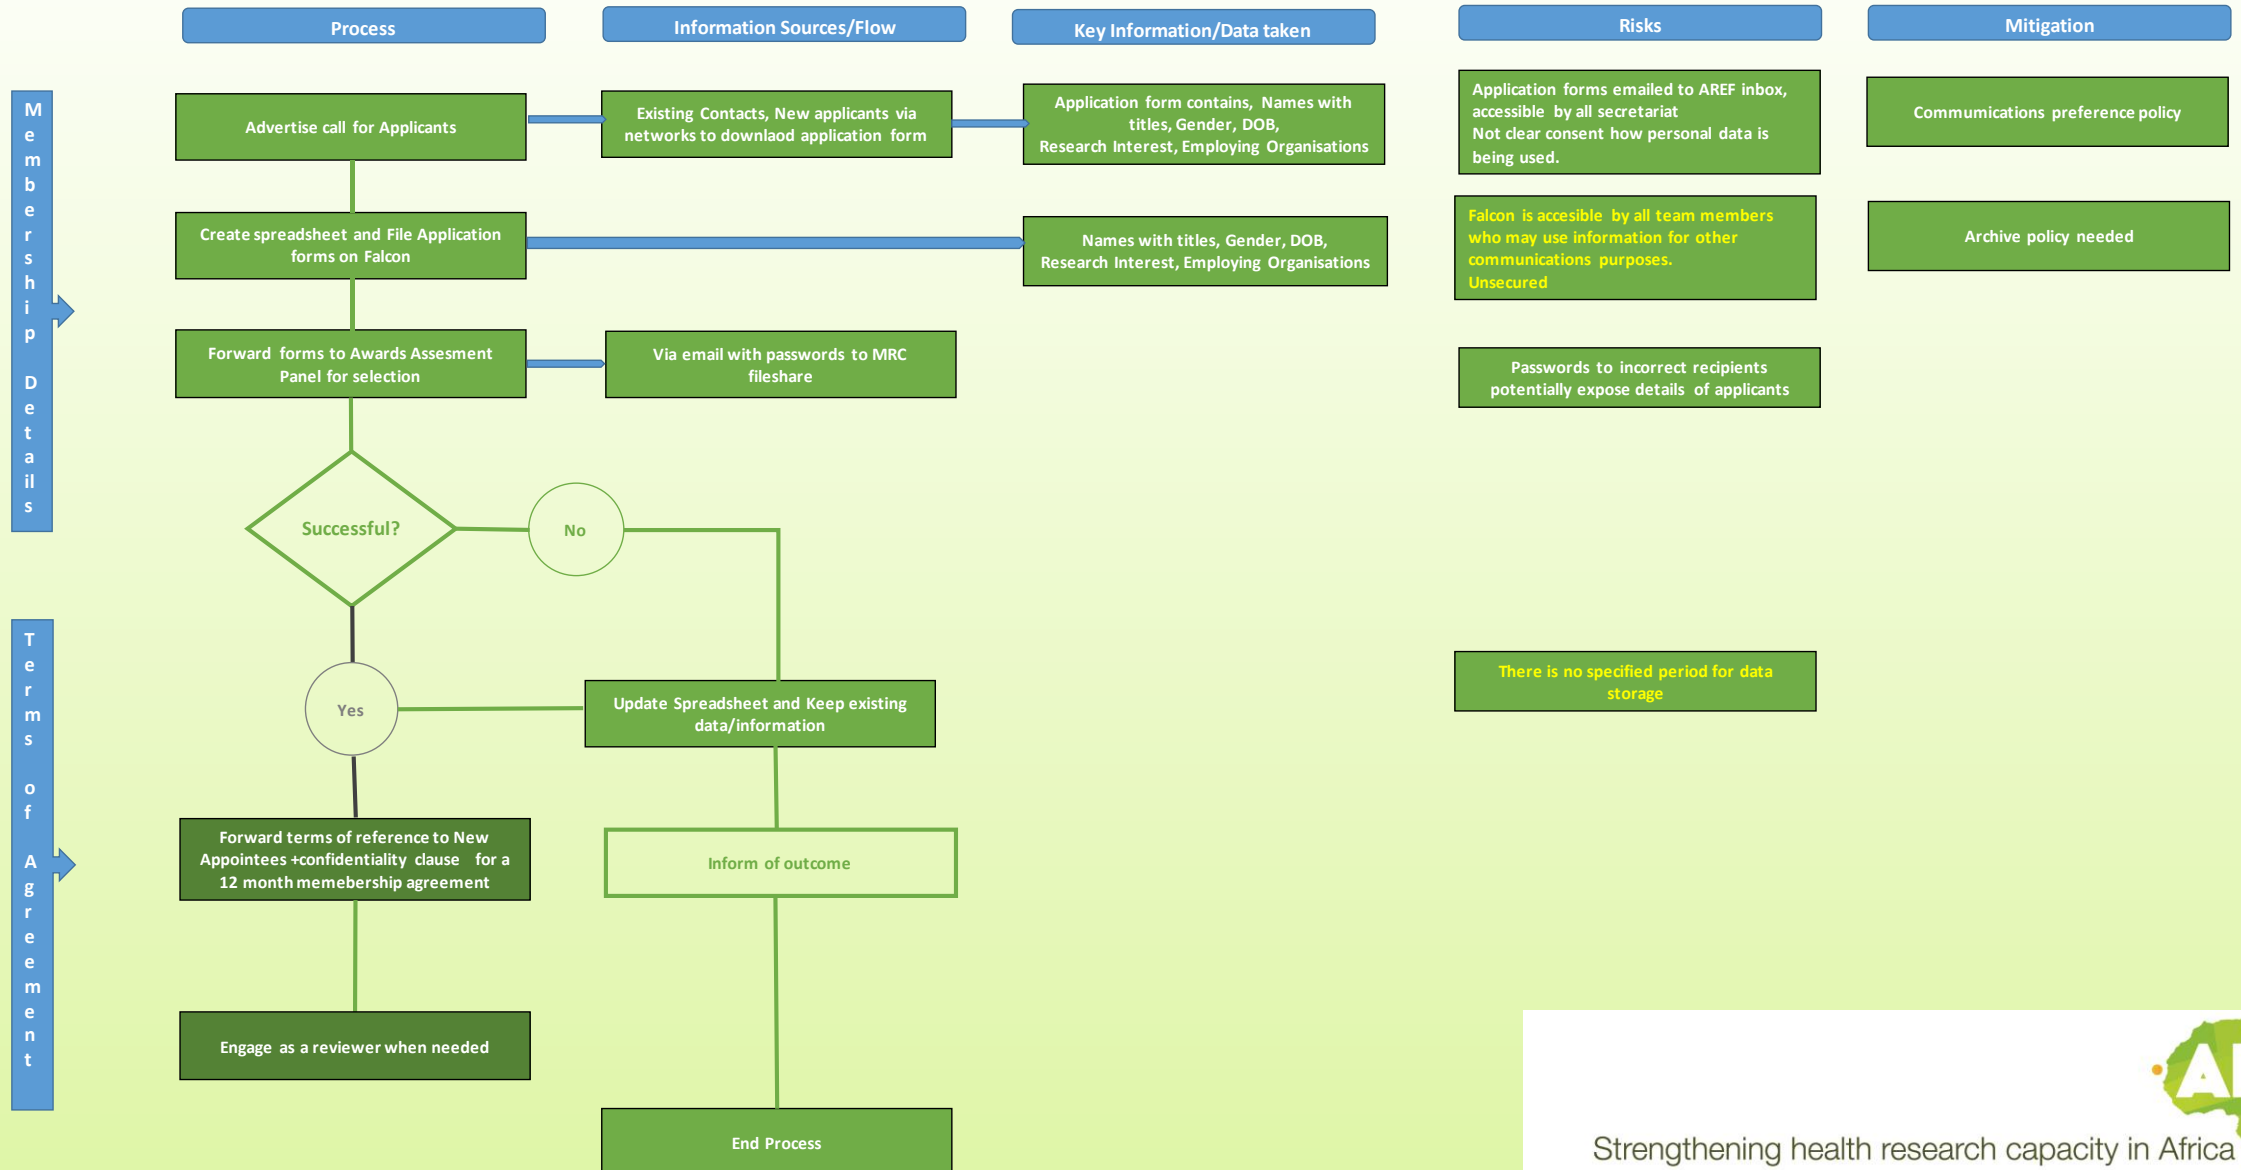 Process
Information Sources/Flow
Key Information/Data taken
Risks
Mitigation
Membership Details
Advertise call for Applicants
Existing Contacts, New applicants via
networks to downlaod application form
Application form contains, Names with
titles, Gender, DOB,
Research Interest, Employing Organisations
Application forms emailed to AREF inbox,
accessible by all secretariat
Not clear consent how personal data is
being used.
Commumications preference policy
Create spreadsheet and File Application
forms on Falcon
Names with titles, Gender, DOB,
Research Interest, Employing Organisations
Falcon is accesible by all team members
who may use information for other
communications purposes.
Unsecured
Archive policy needed
Forward forms to Awards Assesment
Panel for selection
Via email with passwords to MRC
fileshare
Passwords to incorrect recipients
potentially expose details of applicants
Successful?
No
Terms of Agreement
Yes
Update Spreadsheet and Keep existing
data/information
There is no specified period for data
storage
Forward terms of reference to New
Appointees +confidentiality clause for a
12 month memebership agreement
Inform of outcome
Engage as a reviewer when needed
End Process
Strengthening health research capacity in Africa